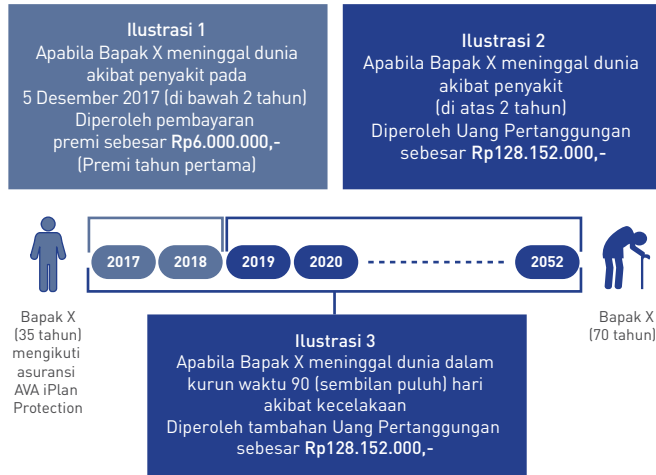 Ilustrasi 1
Apabila Bapak X meninggal dunia
akibat penyakit pada
5 Desember 2017 (di bawah 2 tahun)
Diperoleh pembayaran
premi sebesar Rp6.000.000,-
(Premi tahun pertama)
Ilustrasi 2
Apabila Bapak X meninggal dunia
akibat penyakit
(di atas 2 tahun)
Diperoleh Uang Pertanggungan
sebesar Rp128.152.000,-
2017 2018 2019 2020 2052
Bapak X
(35 tahun)
mengikuti
asuransi
AVA iPlan
Protection
Bapak X
(70 tahun)
Ilustrasi 3
Apabila Bapak X meninggal dunia dalam
kurun waktu 90 (sembilan puluh) hari
akibat kecelakaan
Diperoleh tambahan Uang Pertanggungan
sebesar Rp128.152.000,-